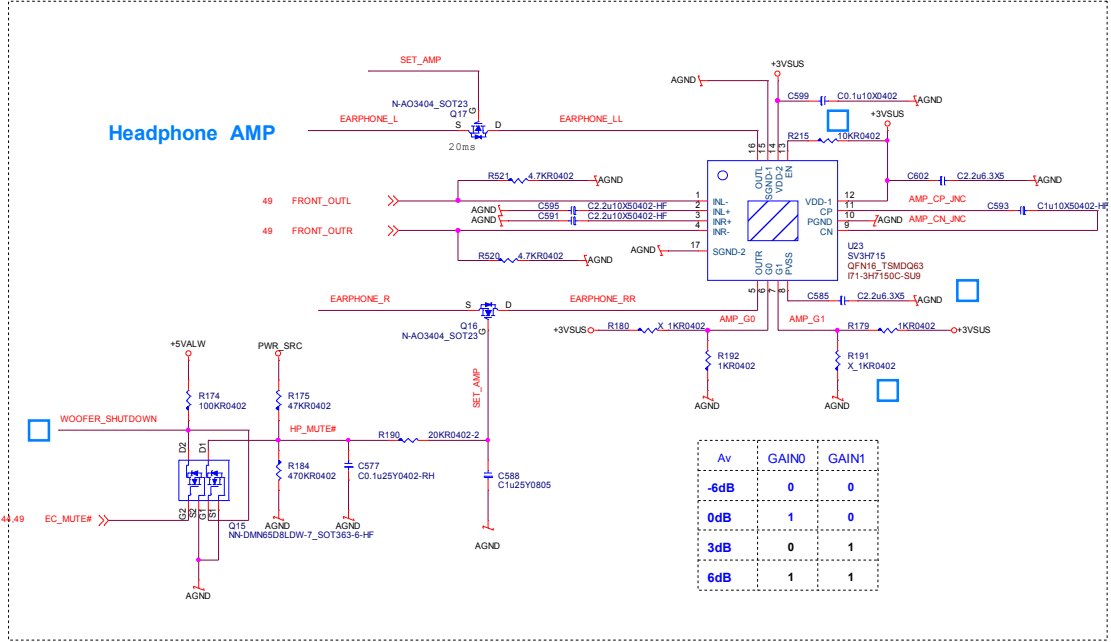 Headphone AMP
SET_AMP
N-AO3404_SOT23
Q17
G
EARPHONE_L
S
D
EARPHONE_LL
20ms
AGND
+3VSUS
C599
C0.1u10X0402
AGND
+3VSUS
R215
10KR0402
C602
C2.2u6.3X5
AGND
16
15
14
13
OUTL
SGND-1
VDD-2
EN
R521
4.7KR0402
AGND
49
FRONT_OUTL
AGND
C595
C2.2u10X50402-HF
AGND
C591
C2.2u10X50402-HF
49
FRONT_OUTR
R520
4.7KR0402
AGND
AGND
1
2
3
4
17
INL-
INL+
INR+
INR-
SGND-2
VDD-1
CP
PGND
CN
12
11
10
9
AMP_CP_JNC
AGND
AMP_CN_JNC
C593
C1u10X50402-HF
U23
SV3H715
QFN16_TSMDQ63
I71-3H7150C-SU9
OUTR
G0
G1
PVSS
5
6
7
8
C585
C2.2u6.3X5
AGND
EARPHONE_R
S
D
EARPHONE_RR
Q16
N-AO3404_SOT23
G
SET_AMP
AMP_G0
AMP_G1
+3VSUS
R180
X_1KR0402
R179
1KR0402
+3VSUS
R192
1KR0402
AGND
R191
X_1KR0402
AGND
+5VALW
PWR_SRC
R174
100KR0402
R175
47KR0402
WOOFER_SHUTDOWN
HP_MUTE#
R190
20KR0402-2
D2
D1
R184
470KR0402
C577
C0.1u25Y0402-RH
C588
C1u25Y0805
AGND
AGND
AGND
44,49
EC_MUTE#
G2
S2
G1
S1
Q15
NN-DMN65D8LDW-7_SOT363-6-HF
AGND
Av GAIN0 GAIN1
-6dB 0 0
0dB 1 0
3dB 0 1
6dB 1 1